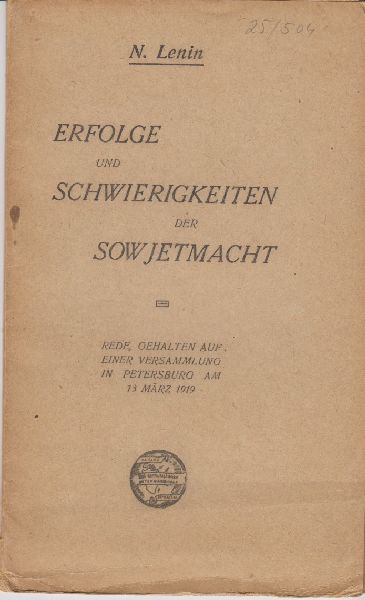 25/504
N. Lenin
ERFOLGE
UND
SCHWIERIGKEITEN
DER
SOWJETMACHT
REDE, GEHALTEN AUF
EINER VERSAMMLUNG
IN PETERSBURG AM
13 MÄRZ 1919